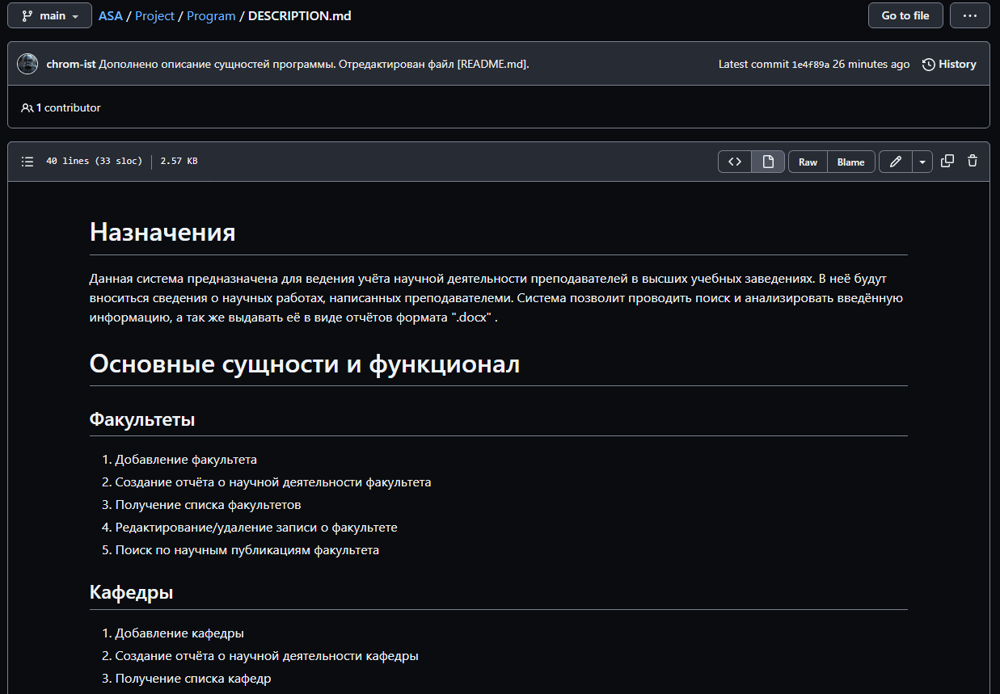 main
ASA / Project / Program / DESCRIPTION.md
Go to file
...
chrom-ist Дополнено описание сущностей программы. Отредактирован файл [README.md].
Latest commit 1e4f89a 26 minutes ago
History
1 contributor
40 lines (33 sloc)
2.57 KB
Raw
Blame
Назначения
Данная система предназначена для ведения учёта научной деятельности преподавателей в высших учебных заведениях. В неё будут
вноситься сведения о научных работах, написанных преподавателеми. Система позволит проводить поиск и анализировать введённую
информацию, а так же выдавать её в виде отчётов формата ".docx" .
Основные сущности и функционал
Факультеты
1. Добавление факультета
2. Создание отчёта о научной деятельности факультета
3. Получение списка факультетов
4. Редактирование/удаление записи о факультете
5. Поиск по научным публикациям факультета
Кафедры
1. Добавление кафедры
2. Создание отчёта о научной деятельности кафедры
3. Получение списка кафедр